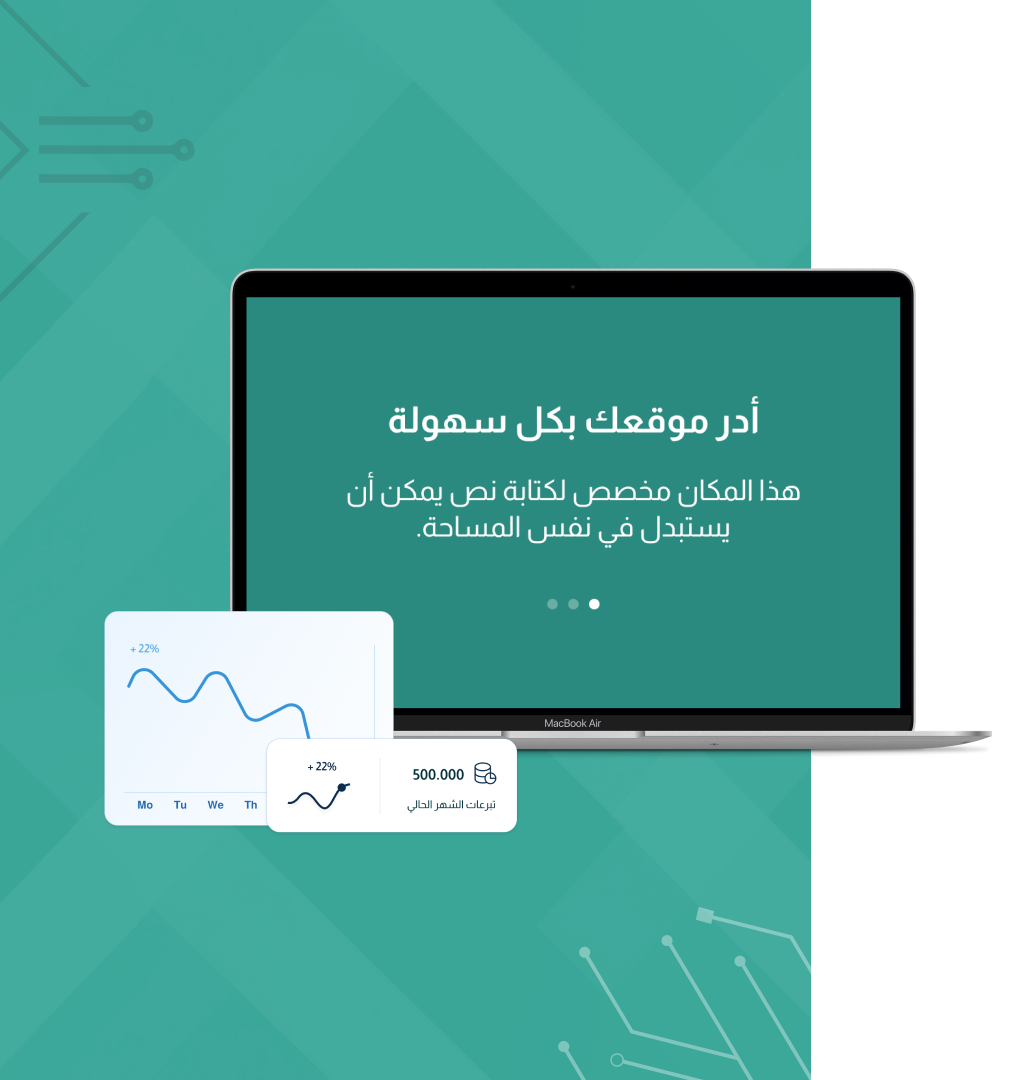 أدر موقعك بكل سهولة
هذا المكان مخصص لكتابة نص يمكن أن
يستبدل في نفس المساحة.
MacBook Air
+ 22%
Mo Tu We Th
+ 22%
500.000
تبرعات الشهر الحالي